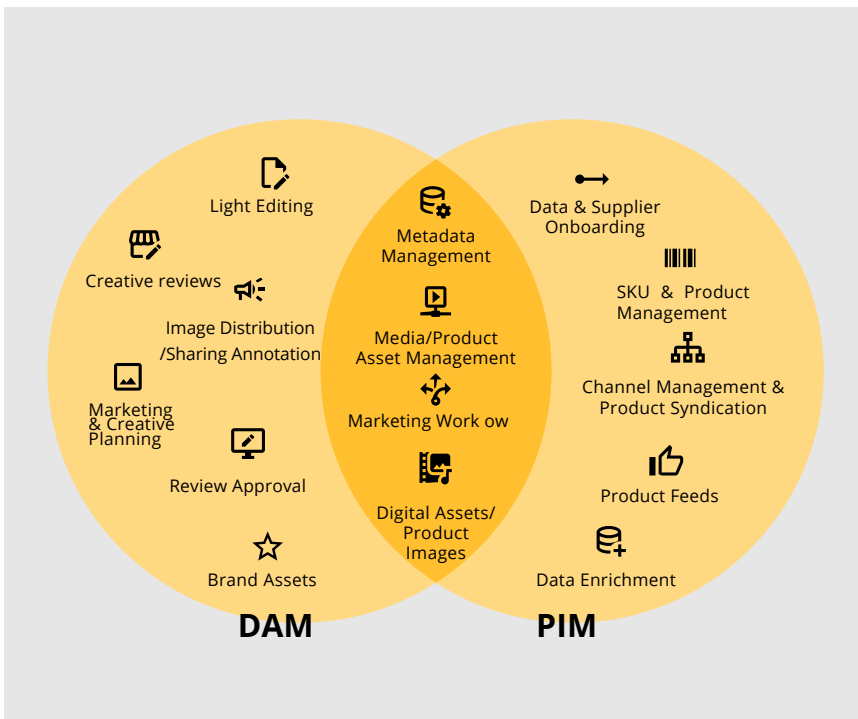 Light Editing
Creative reviews
Image Distribution
/Sharing Annotation
Marketing
& Creative
Planning
Review Approval
Brand Assets
DAM
Metadata
Management
Media/Product
Asset Management
Marketing Work ow
Digital Assets/
Product
Images
Data & Supplier
Onboarding
SKU & Product
Management
Channel Management &
Product Syndication
Product Feeds
Data Enrichment
PIM